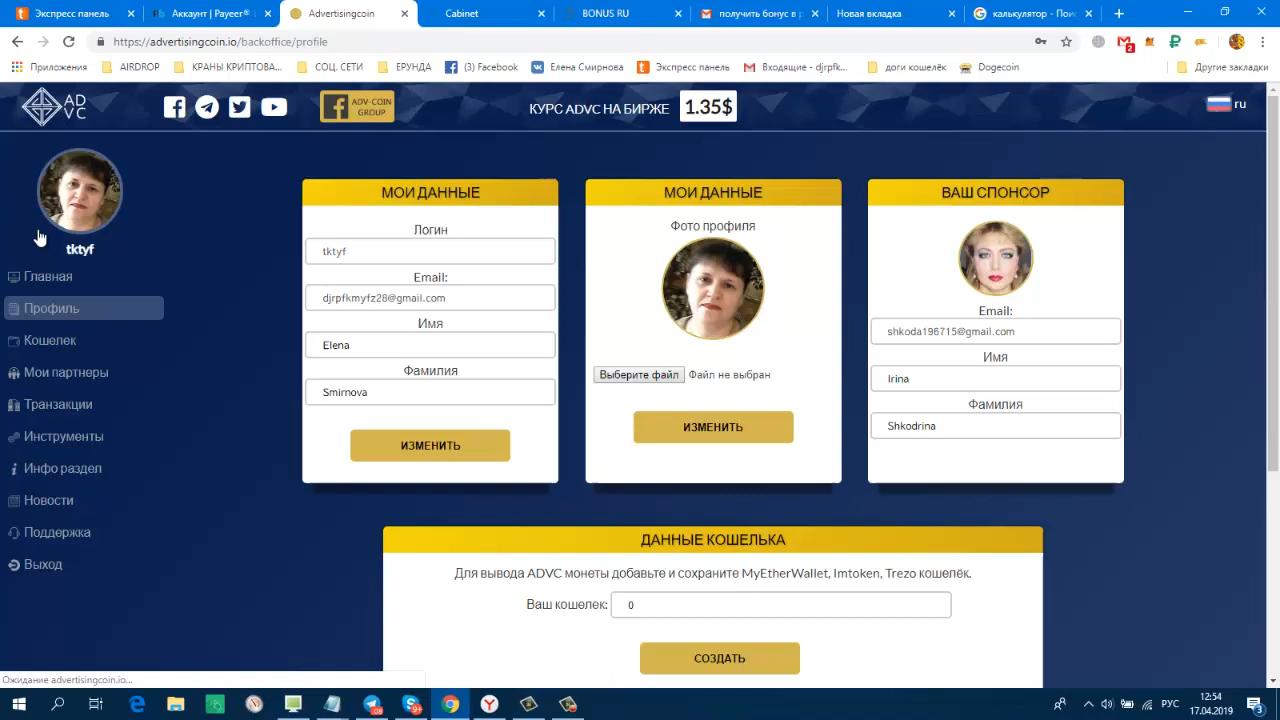 Экспресс панель
Аккаунт | Payeer®
Advertisingcoin
Cabinet
BONUS RU
получить бонус в р
Новая вкладка
калькулятор - Пои
https://advertisingcoin.io/backoffice/profile
2
Приложения
AIRDROP
КРАНЫ КРИПТОВА...
СОЦ. СЕТИ
ЕРУНДА
(3) Facebook
Елена Смирнова
Экспресс панель
Входящие - djrpfk...
доги кошелёк
Dogecoin
Другие закладки
AD
VC
ADV-COIN
GROUP
КУРС ADVC НА БИРЖЕ 1.35$
ru
tktyf
Главная
Профиль
Кошелек
Мои партнеры
Транзакции
Инструменты
Инфо раздел
Новости
Поддержка
Выход
МОИ ДАННЫЕ
Логин
tktyf
Email:
djrpfkmyfz28@gmail.com
Имя
Elena
Фамилия
Smirnova
ИЗМЕНИТЬ
МОИ ДАННЫЕ
Фото профиля
Выберите файл Файл не выбран
ИЗМЕНИТЬ
ВАШ СПОНСОР
Email:
shkoda196715@gmail.com
Имя
Irina
Фамилия
Shkodrina
ДАННЫЕ КОШЕЛЬКА
Для вывода ADVC монеты добавьте и сохраните MyEtherWallet, Imtoken, Trezo кошелёк.
Ваш кошелек: 0
СОЗДАТЬ
Ожидание advertisingcoin.io...
РУС
12:54
17.04.2019
3